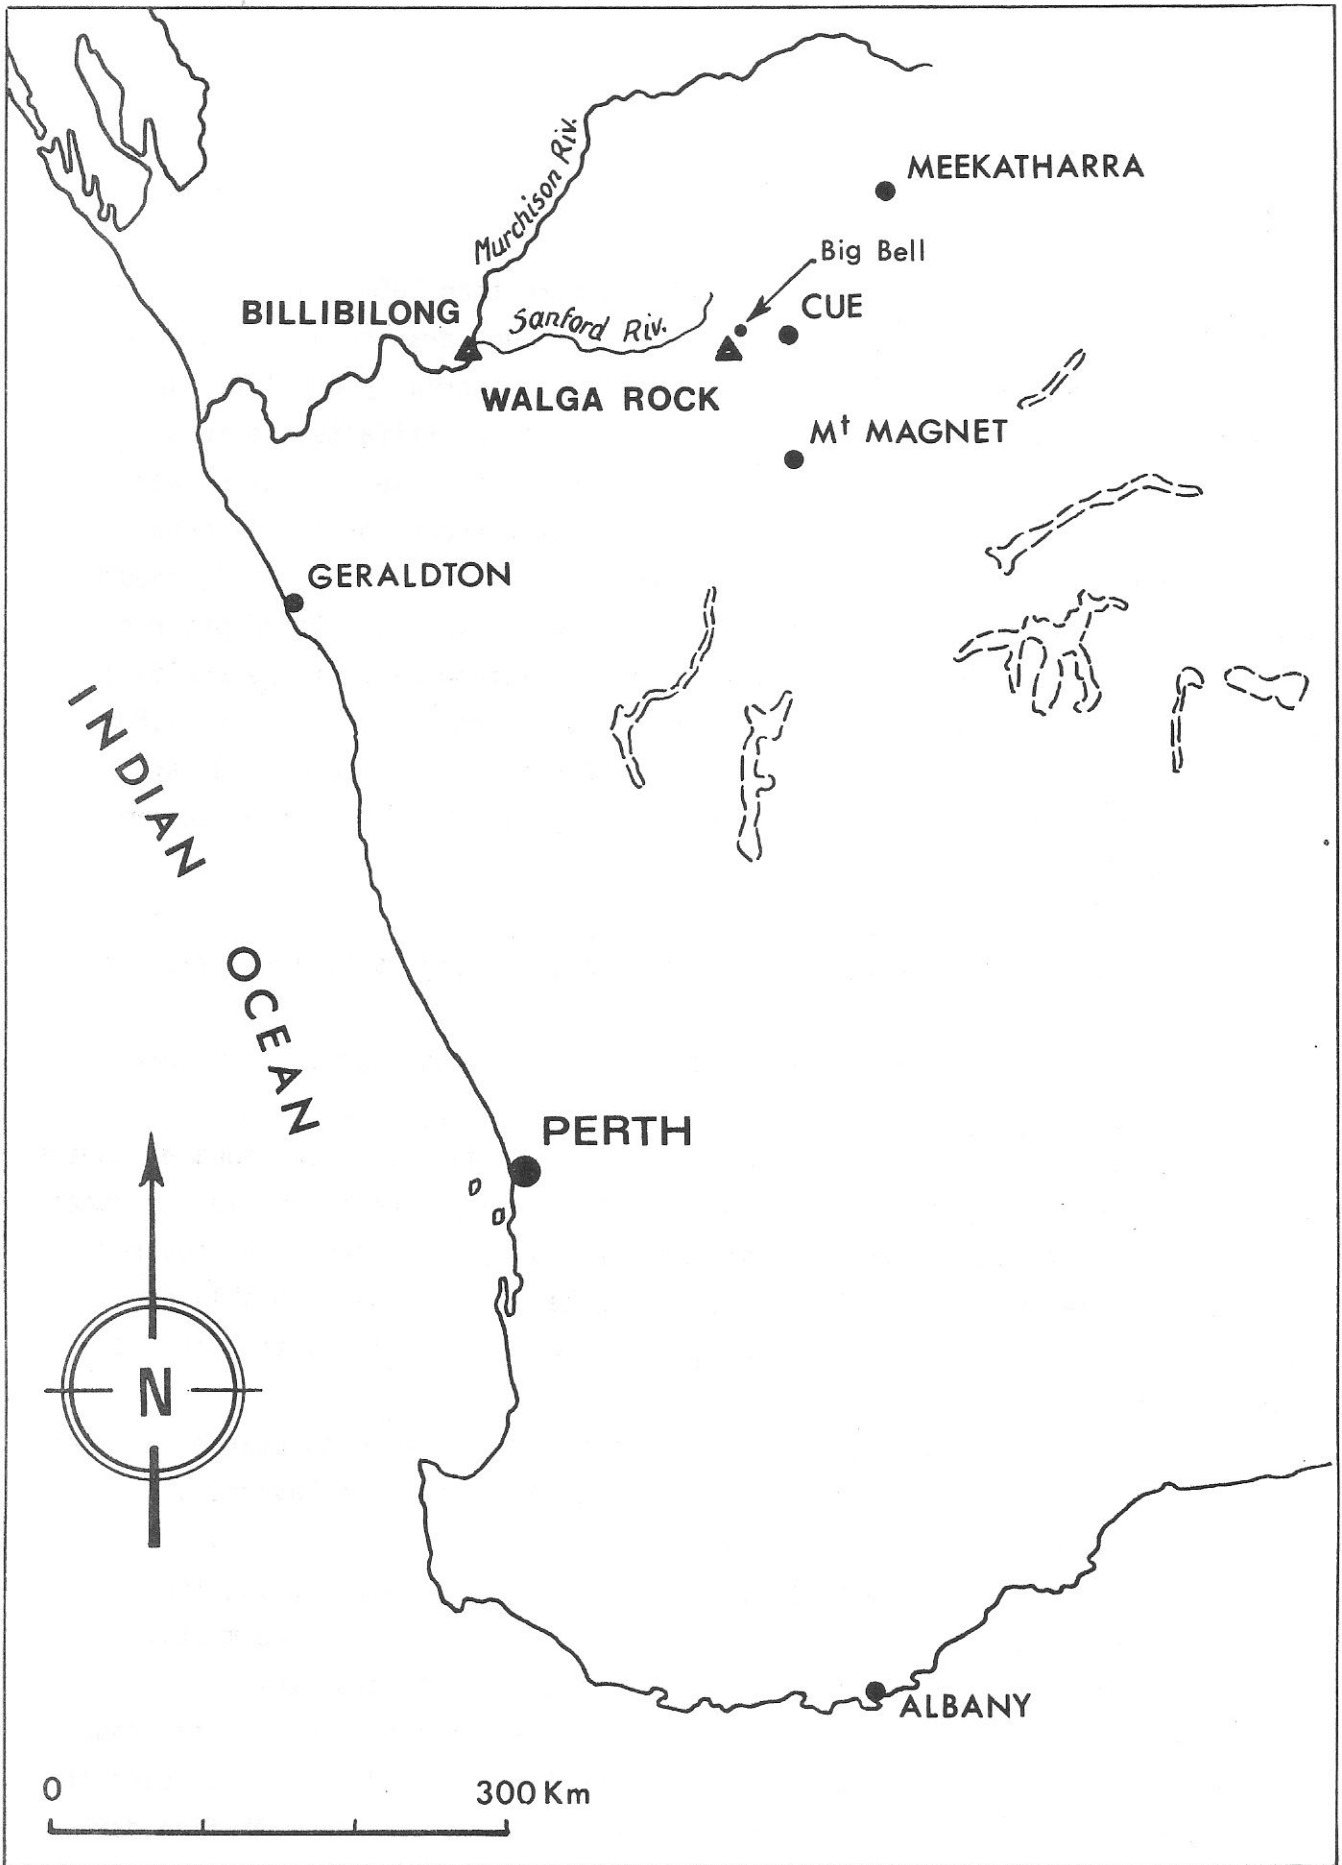 Murchison Riv.
MEEKATHARRA
Big Bell
BILLIBILONG
Sanford Riv.
CUE
WALGA ROCK
Mt MAGNET
GERALDTON
INDIAN OCEAN
PERTH
N
ALBANY
0 300 Km